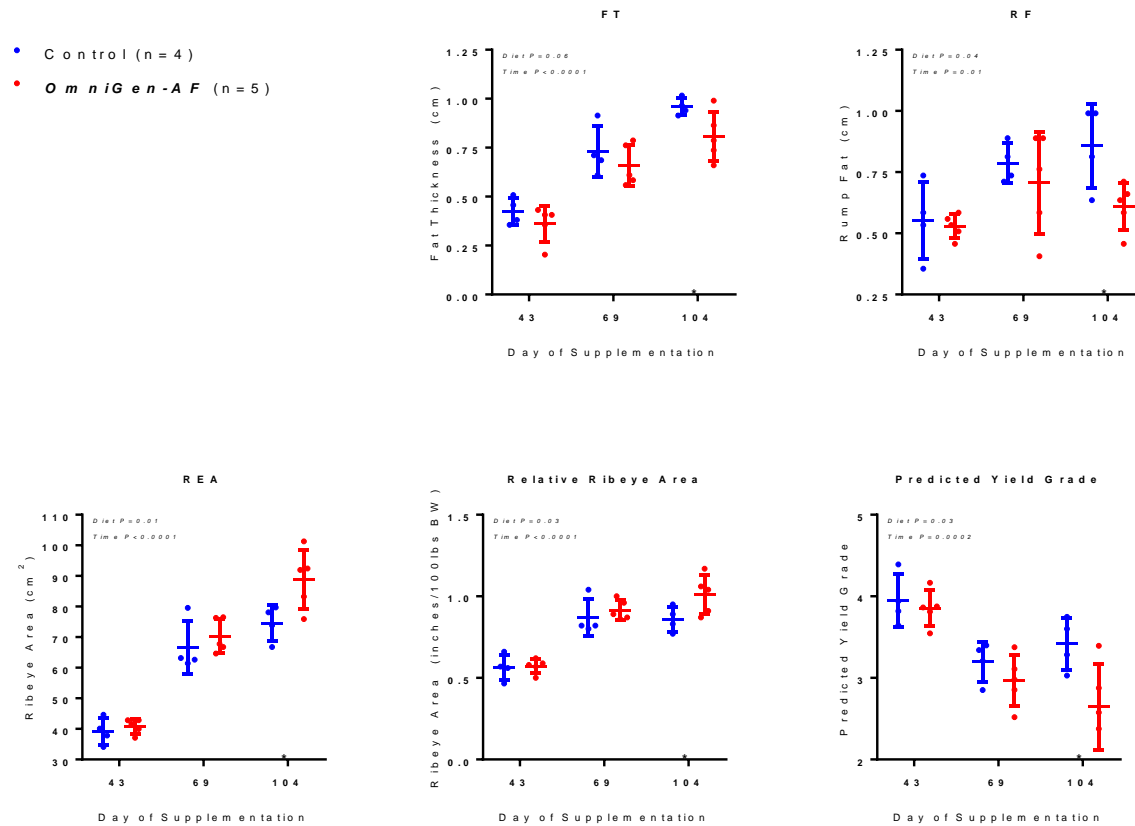 Control (n=4)
OmniGen-AF (n=5)
FT
Diet P=0.06
Time P<0.0001
Fat Thickness (cm)
1.25
1.00
0.75
0.50
0.25
0.00
*
43 69 104
Day of Supplementation
RF
Diet P=0.04
Time P=0.01
Rump Fat (cm)
1.25
1.00
0.75
0.50
0.25
*
43 69 104
Day of Supplementation
REA
Diet P=0.01
Time P<0.0001
Ribeye Area (cm²)
110
100
90
80
70
60
50
40
30
*
43 69 104
Day of Supplementation
Relative Ribeye Area
Diet P=0.03
Time P<0.0001
Ribeye Area (inches/100lbs BW)
1.5
1.0
0.5
0.0
*
43 69 104
Day of Supplementation
Predicted Yield Grade
Diet P=0.03
Time P=0.0002
Predicted Yield Grade
5
4
3
2
*
43 69 104
Day of Supplementation